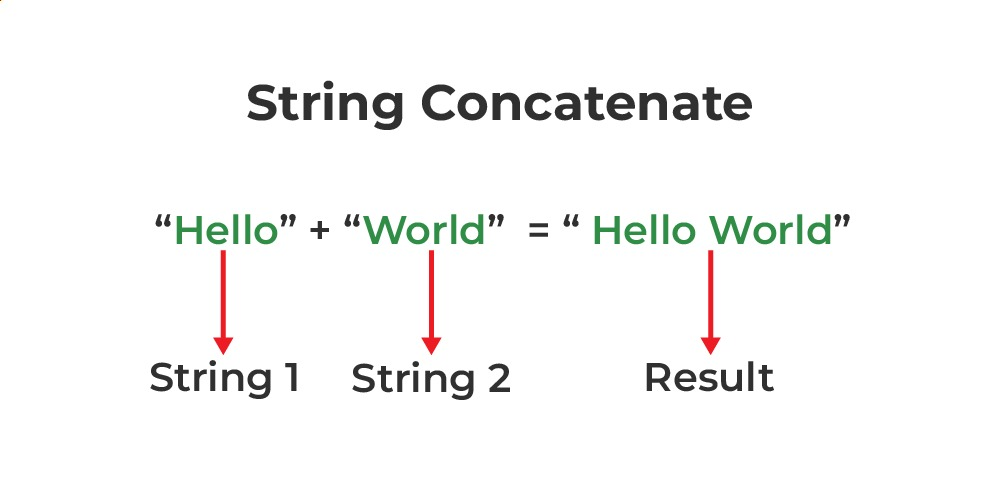 String Concatenate
“Hello” + “World” = “ Hello World”
String 1 String 2 Result